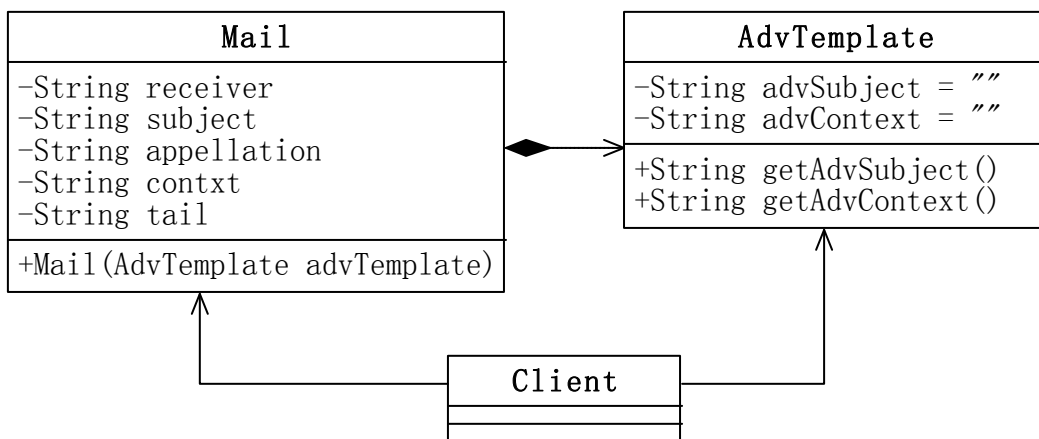 Mail
-String receiver
-String subject
-String appellation
-String contxt
-String tail
+Mail(AdvTemplate advTemplate)
AdvTemplate
-String advSubject = ""
-String advContext = ""
+String getAdvSubject()
+String getAdvContext()
Client